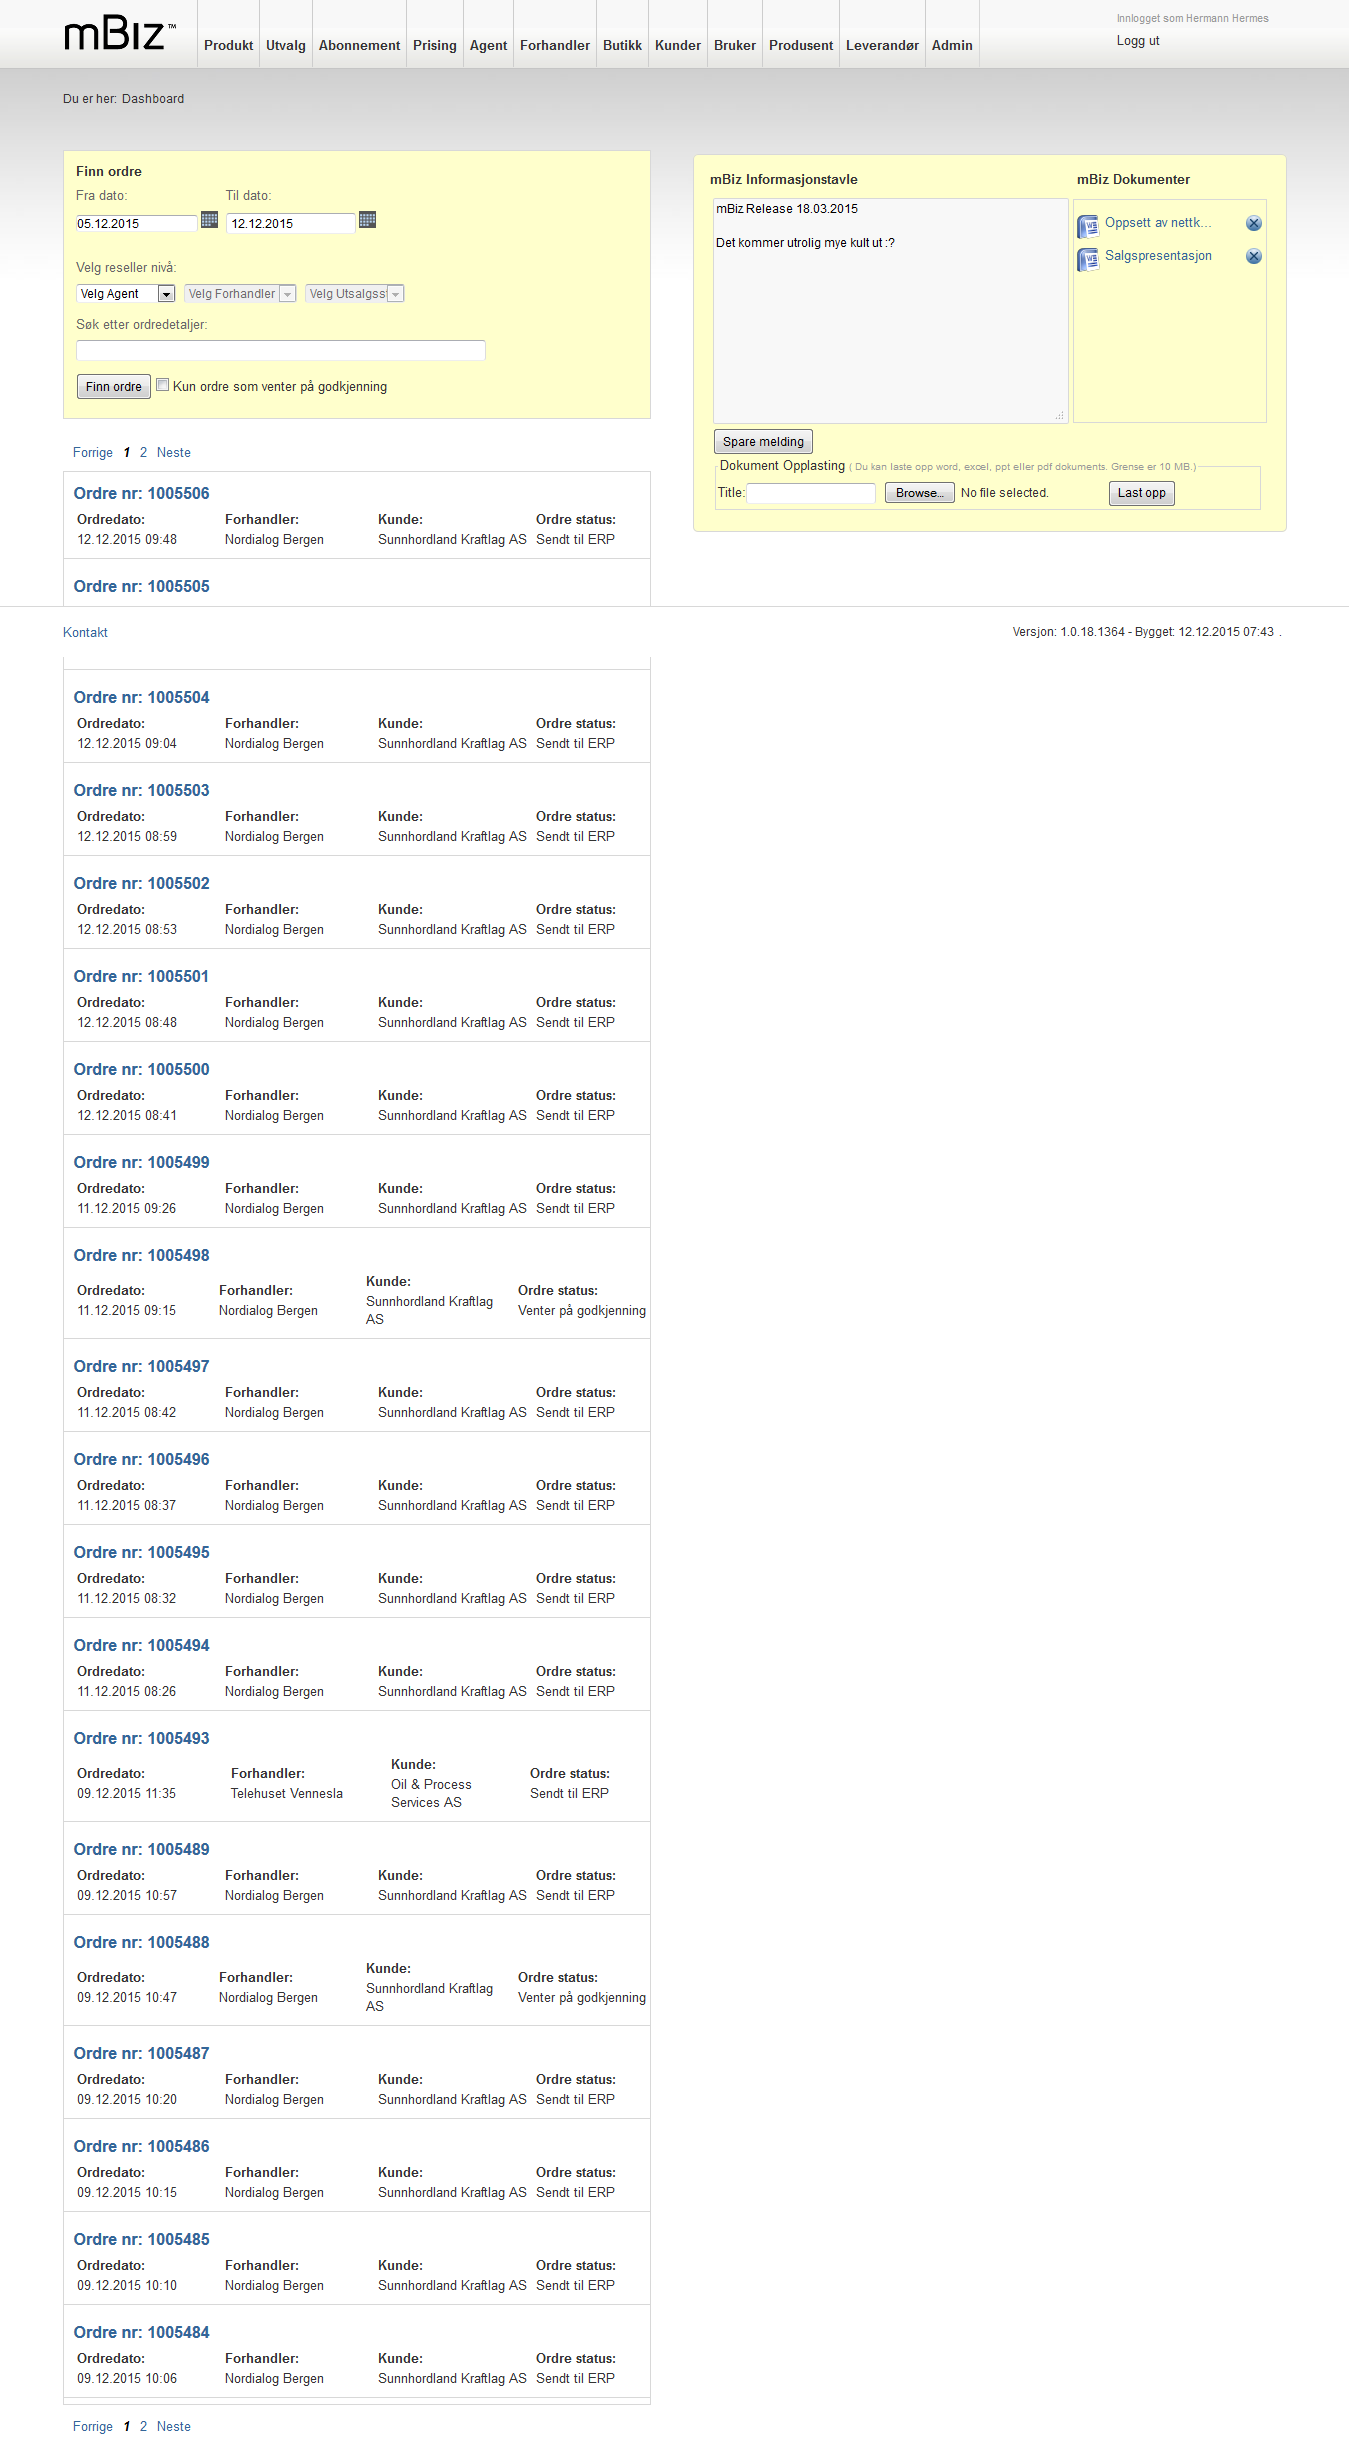 mBiz™
Produkt Utvalg Abonnement Prising Agent Forhandler Butikk Kunder Bruker Produsent Leverandør Admin
Innlogget som Hermann Hermes
Logg ut
Du er her: Dashboard
Finn ordre
Fra dato: Til dato:
05.12.2015 12.12.2015
Velg reseller nivå:
Velg Agent Velg Forhandler Velg Utsalgss
Søk etter ordredetaljer:
Finn ordre Kun ordre som venter på godkjenning
mBiz Informasjonstavle mBiz Dokumenter
mBiz Release 18.03.2015
Det kommer utrolig mye kult ut :?
Oppsett av nettk...
Salgspresentasjon
Spare melding
Dokument Opplasting ( Du kan laste opp word, excel, ppt eller pdf dokuments. Grense er 10 MB.)
Title: Browse... No file selected. Last opp
Forrige 1 2 Neste
Ordre nr: 1005506
Ordredato: Forhandler: Kunde: Ordre status:
12.12.2015 09:48 Nordialog Bergen Sunnhordland Kraftlag AS Sendt til ERP
Ordre nr: 1005505
Kontakt Versjon: 1.0.18.1364 - Bygget: 12.12.2015 07:43 .
Ordre nr: 1005504
Ordredato: Forhandler: Kunde: Ordre status:
12.12.2015 09:04 Nordialog Bergen Sunnhordland Kraftlag AS Sendt til ERP
Ordre nr: 1005503
Ordredato: Forhandler: Kunde: Ordre status:
12.12.2015 08:59 Nordialog Bergen Sunnhordland Kraftlag AS Sendt til ERP
Ordre nr: 1005502
Ordredato: Forhandler: Kunde: Ordre status:
12.12.2015 08:53 Nordialog Bergen Sunnhordland Kraftlag AS Sendt til ERP
Ordre nr: 1005501
Ordredato: Forhandler: Kunde: Ordre status:
12.12.2015 08:48 Nordialog Bergen Sunnhordland Kraftlag AS Sendt til ERP
Ordre nr: 1005500
Ordredato: Forhandler: Kunde: Ordre status:
12.12.2015 08:41 Nordialog Bergen Sunnhordland Kraftlag AS Sendt til ERP
Ordre nr: 1005499
Ordredato: Forhandler: Kunde: Ordre status:
11.12.2015 09:26 Nordialog Bergen Sunnhordland Kraftlag AS Sendt til ERP
Ordre nr: 1005498
Ordredato: Forhandler: Kunde: Ordre status:
11.12.2015 09:15 Nordialog Bergen Sunnhordland Kraftlag Venter på godkjenning
AS
Ordre nr: 1005497
Ordredato: Forhandler: Kunde: Ordre status:
11.12.2015 08:42 Nordialog Bergen Sunnhordland Kraftlag AS Sendt til ERP
Ordre nr: 1005496
Ordredato: Forhandler: Kunde: Ordre status:
11.12.2015 08:37 Nordialog Bergen Sunnhordland Kraftlag AS Sendt til ERP
Ordre nr: 1005495
Ordredato: Forhandler: Kunde: Ordre status:
11.12.2015 08:32 Nordialog Bergen Sunnhordland Kraftlag AS Sendt til ERP
Ordre nr: 1005494
Ordredato: Forhandler: Kunde: Ordre status:
11.12.2015 08:26 Nordialog Bergen Sunnhordland Kraftlag AS Sendt til ERP
Ordre nr: 1005493
Ordredato: Forhandler: Kunde: Ordre status:
09.12.2015 11:35 Telehuset Vennesla Oil & Process Sendt til ERP
Services AS
Ordre nr: 1005489
Ordredato: Forhandler: Kunde: Ordre status:
09.12.2015 10:57 Nordialog Bergen Sunnhordland Kraftlag AS Sendt til ERP
Ordre nr: 1005488
Ordredato: Forhandler: Kunde: Ordre status:
09.12.2015 10:47 Nordialog Bergen Sunnhordland Kraftlag Venter på godkjenning
AS
Ordre nr: 1005487
Ordredato: Forhandler: Kunde: Ordre status:
09.12.2015 10:20 Nordialog Bergen Sunnhordland Kraftlag AS Sendt til ERP
Ordre nr: 1005486
Ordredato: Forhandler: Kunde: Ordre status:
09.12.2015 10:15 Nordialog Bergen Sunnhordland Kraftlag AS Sendt til ERP
Ordre nr: 1005485
Ordredato: Forhandler: Kunde: Ordre status:
09.12.2015 10:10 Nordialog Bergen Sunnhordland Kraftlag AS Sendt til ERP
Ordre nr: 1005484
Ordredato: Forhandler: Kunde: Ordre status:
09.12.2015 10:06 Nordialog Bergen Sunnhordland Kraftlag AS Sendt til ERP
Forrige 1 2 Neste